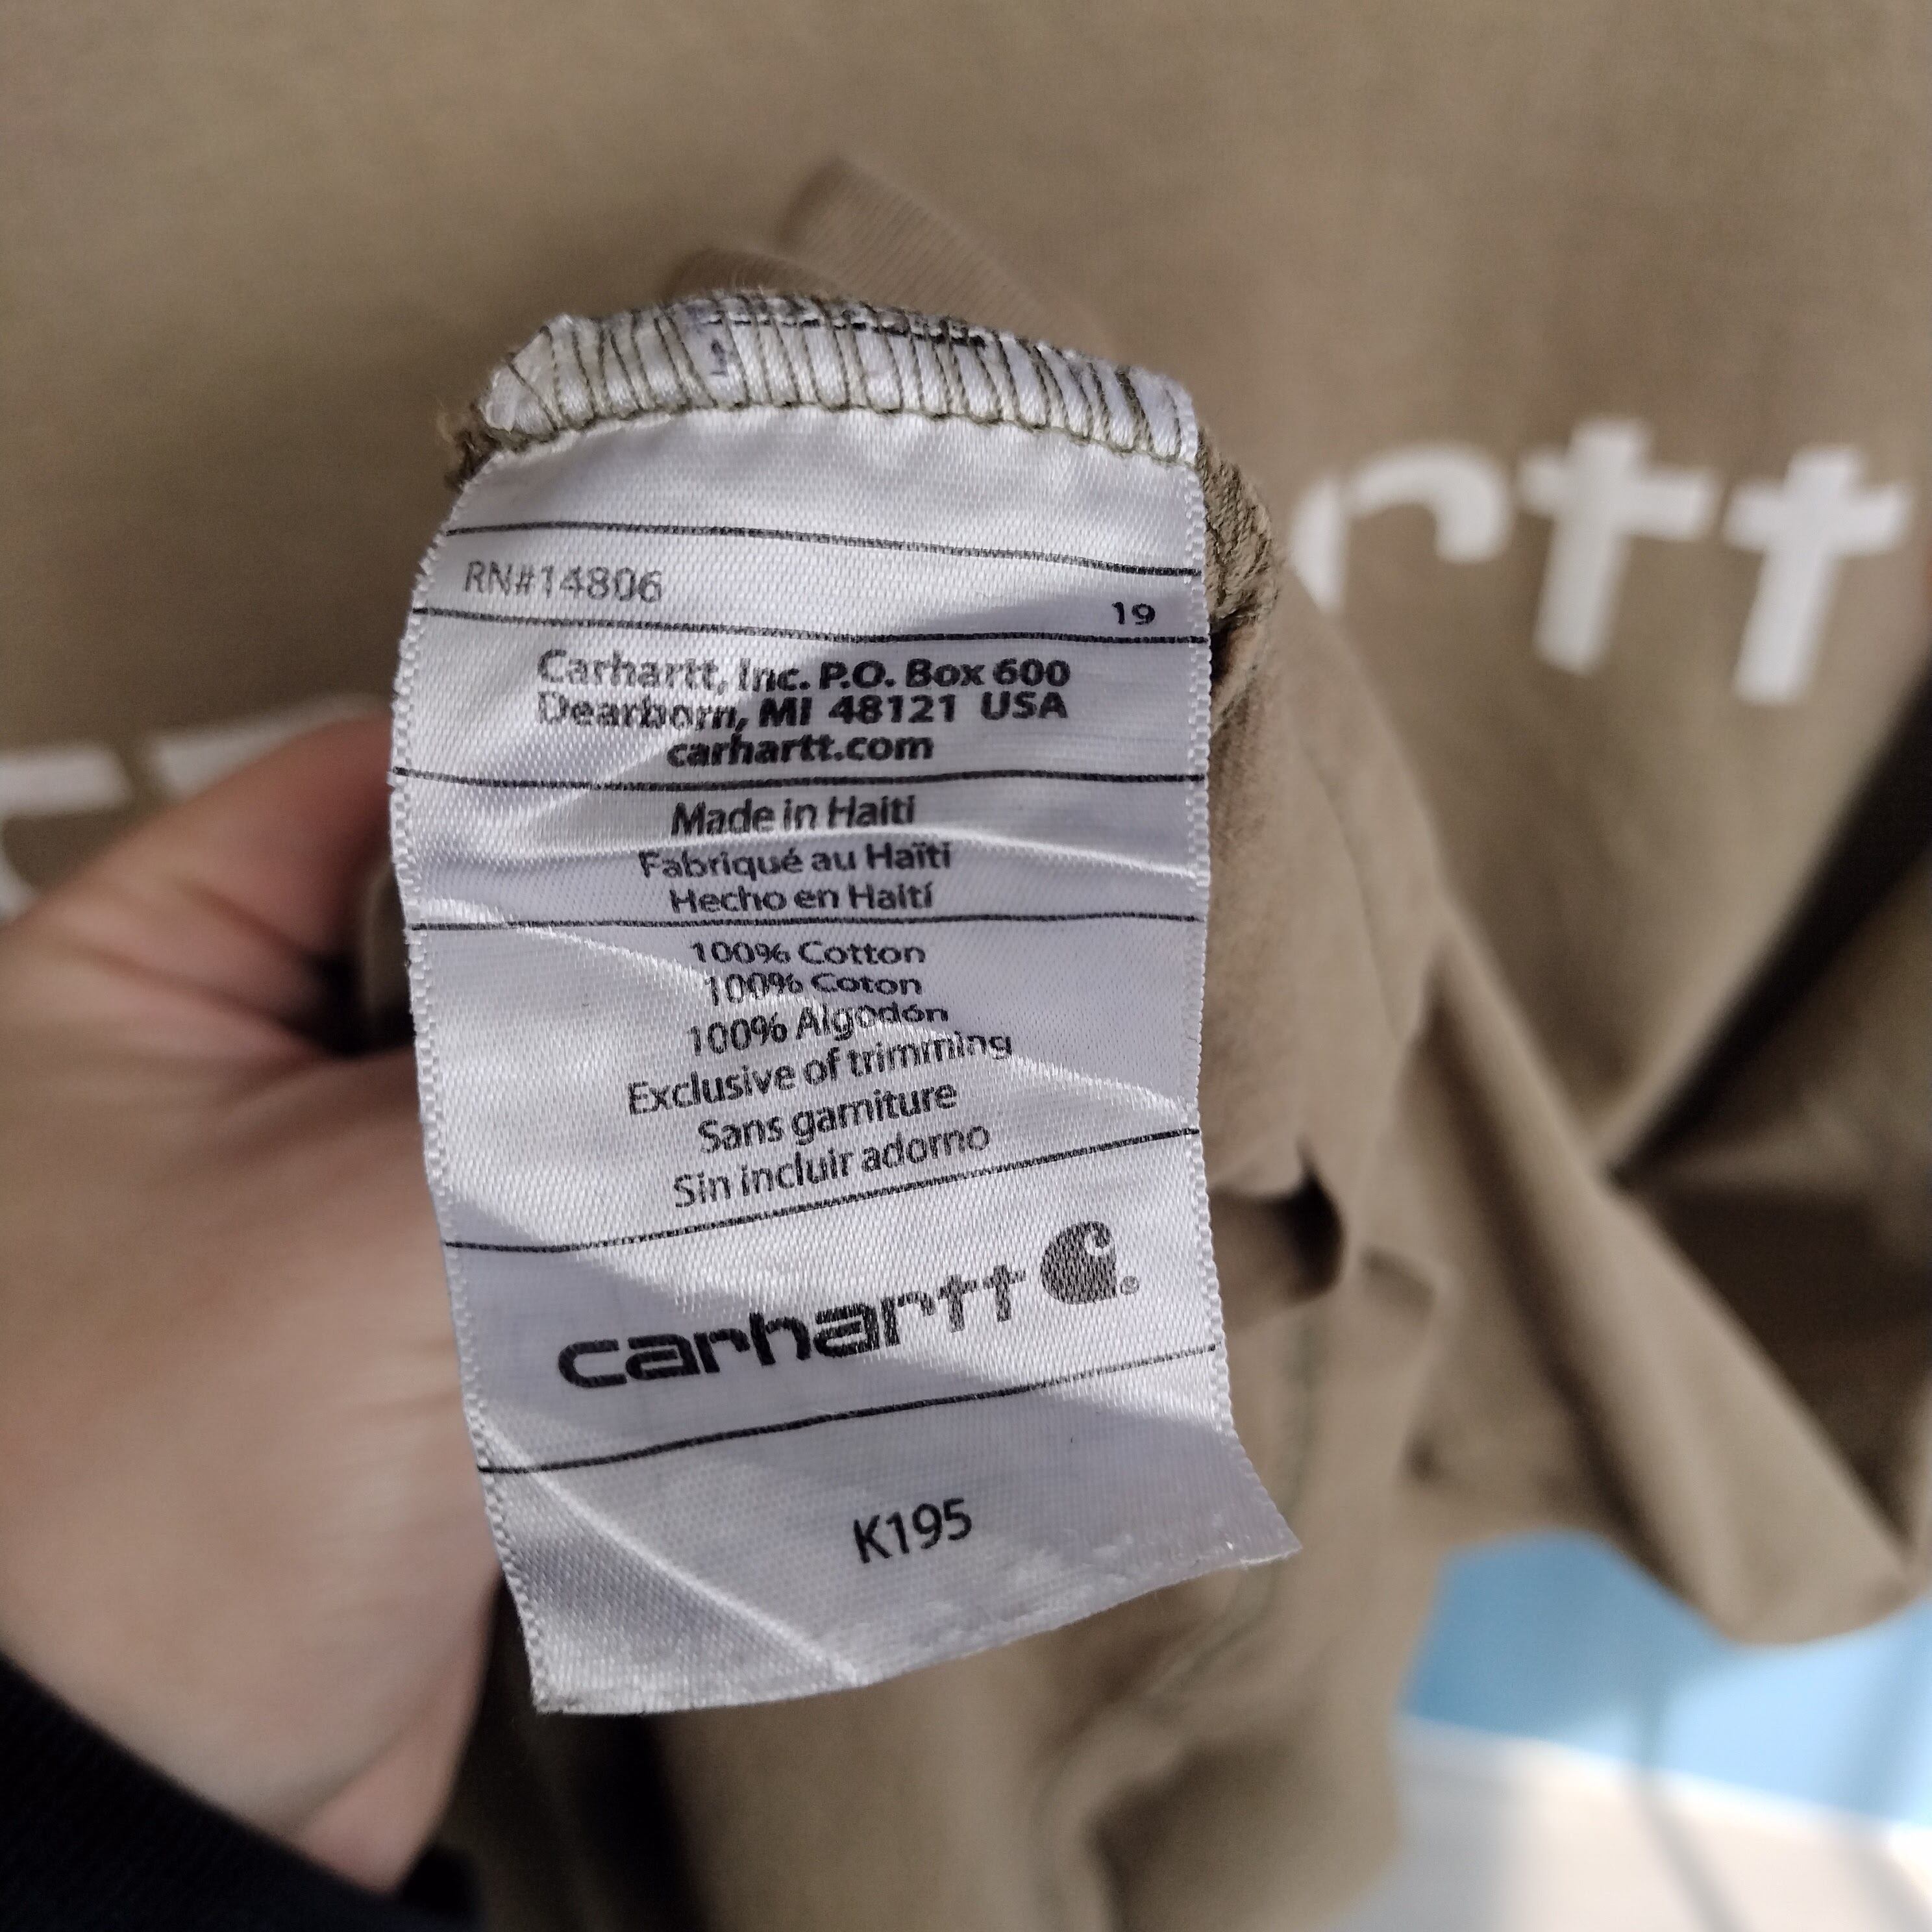 RN#14806
19
Carhartt, Inc. P.O. Box 600
Dearborn, MI 48121 USA
carhartt.com
Made in Haiti
Fabriqué au Haïti
Hecho en Haití
100% Cotton
100% Coton
100% Algodón
Exclusive of trimming
Sans garniture
Sin incluir adorno
carhartt
K195
rtt